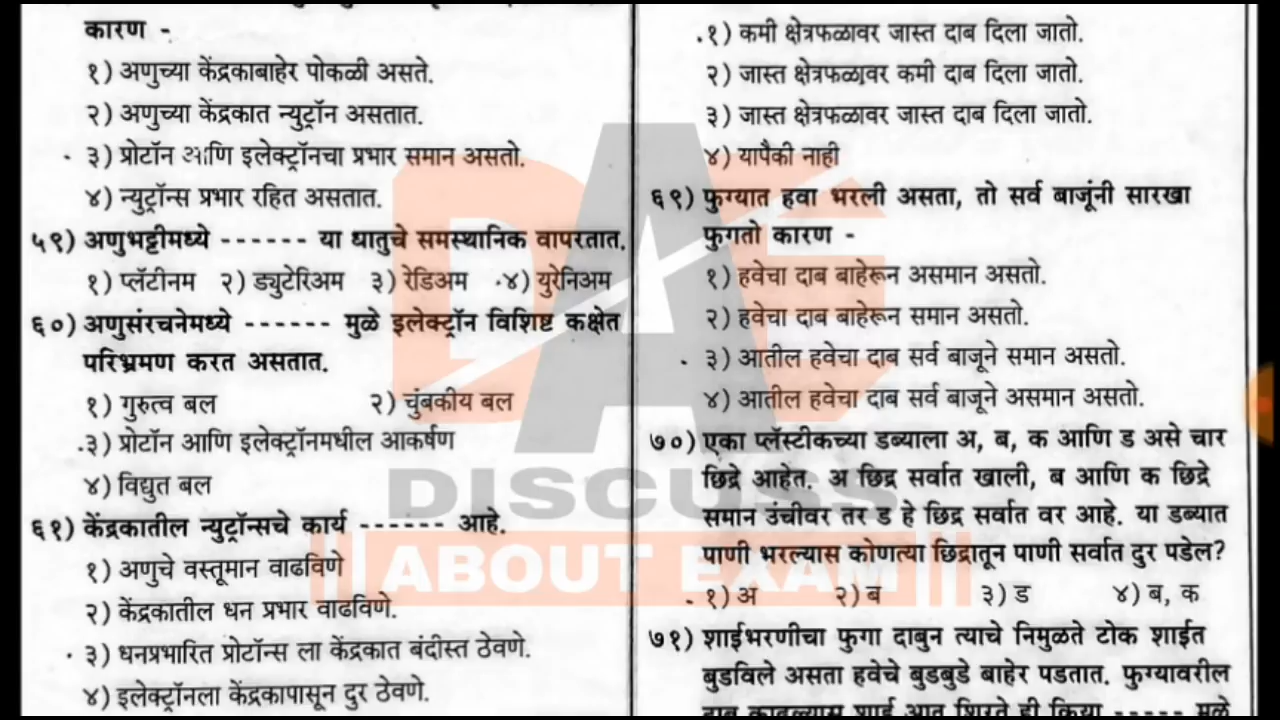 कारण -
१) अणुच्या केंद्रकाबाहेर पोकळी असते.
२) अणुच्या केंद्रकात न्युट्रॉन असतात.
३) प्रोटॉन आणि इलेक्ट्रॉनचा प्रभार समान असतो.
४) न्युट्रॉन्स प्रभार रहित असतात.
५९) अणुभट्टीमध्ये ------ या धातुचे समस्थानिक वापरतात.
१) प्लॅटीनम २) ड्युटेरिअम ३) रेडिअम ४) युरेनिअम
६०) अणुसंरचनेमध्ये ------ मुळे इलेक्ट्रॉन विशिष्ट कक्षेत
परिभ्रमण करत असतात.
१) गुरुत्व बल २) चुंबकीय बल
३) प्रोटॉन आणि इलेक्ट्रॉनमधील आकर्षण
४) विद्युत बल
६१) केंद्रकातील न्युट्रॉन्सचे कार्य ------ आहे.
१) अणुचे वस्तूमान वाढविणे
२) केंद्रकातील धन प्रभार वाढविणे.
३) धनप्रभारित प्रोटॉन्स ला केंद्रकात बंदीस्त ठेवणे.
४) इलेक्ट्रॉनला केंद्रकापासून दुर ठेवणे.
१) कमी क्षेत्रफळावर जास्त दाब दिला जातो.
२) जास्त क्षेत्रफळावर कमी दाब दिला जातो.
३) जास्त क्षेत्रफळावर जास्त दाब दिला जातो.
४) यापैकी नाही
६९) फुग्यात हवा भरली असता, तो सर्व बाजूंनी सारखा
फुगतो कारण -
१) हवेचा दाब बाहेरून असमान असतो.
२) हवेचा दाब बाहेरून समान असतो.
३) आतील हवेचा दाब सर्व बाजूने समान असतो.
४) आतील हवेचा दाब सर्व बाजूने असमान असतो.
७०) एका प्लॅस्टीकच्या डब्याला अ, ब, क आणि ड असे चार
छिद्रे आहेत. अ छिद्र सर्वात खाली, ब आणि क छिद्रे
समान उंचीवर तर ड हे छिद्र सर्वात वर आहे. या डब्यात
पाणी भरल्यास कोणत्या छिद्रातून पाणी सर्वात दुर पडेल?
१) अ २) ब ३) ड ४) ब, क
७१) शाईभरणीचा फुगा दाबुन त्याचे निमुळते टोक शाईत
बुडविले असता हवेचे बुडबुडे बाहेर पडतात. फुग्यावरील
दाब काढल्यास शाई आत शिरते ही क्रिया ----- मुळे
DAE
DISCUSS
ABOUT EXAM